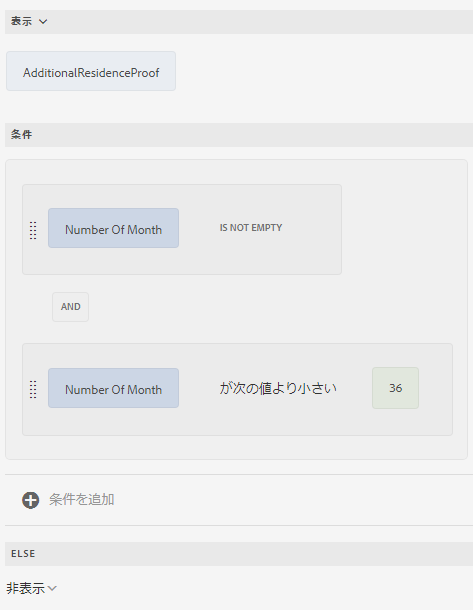 表示
AdditionalResidenceProof
条件
Number Of Month IS NOT EMPTY
AND
Number Of Month が次の値より小さい 36
条件を追加
ELSE
非表示